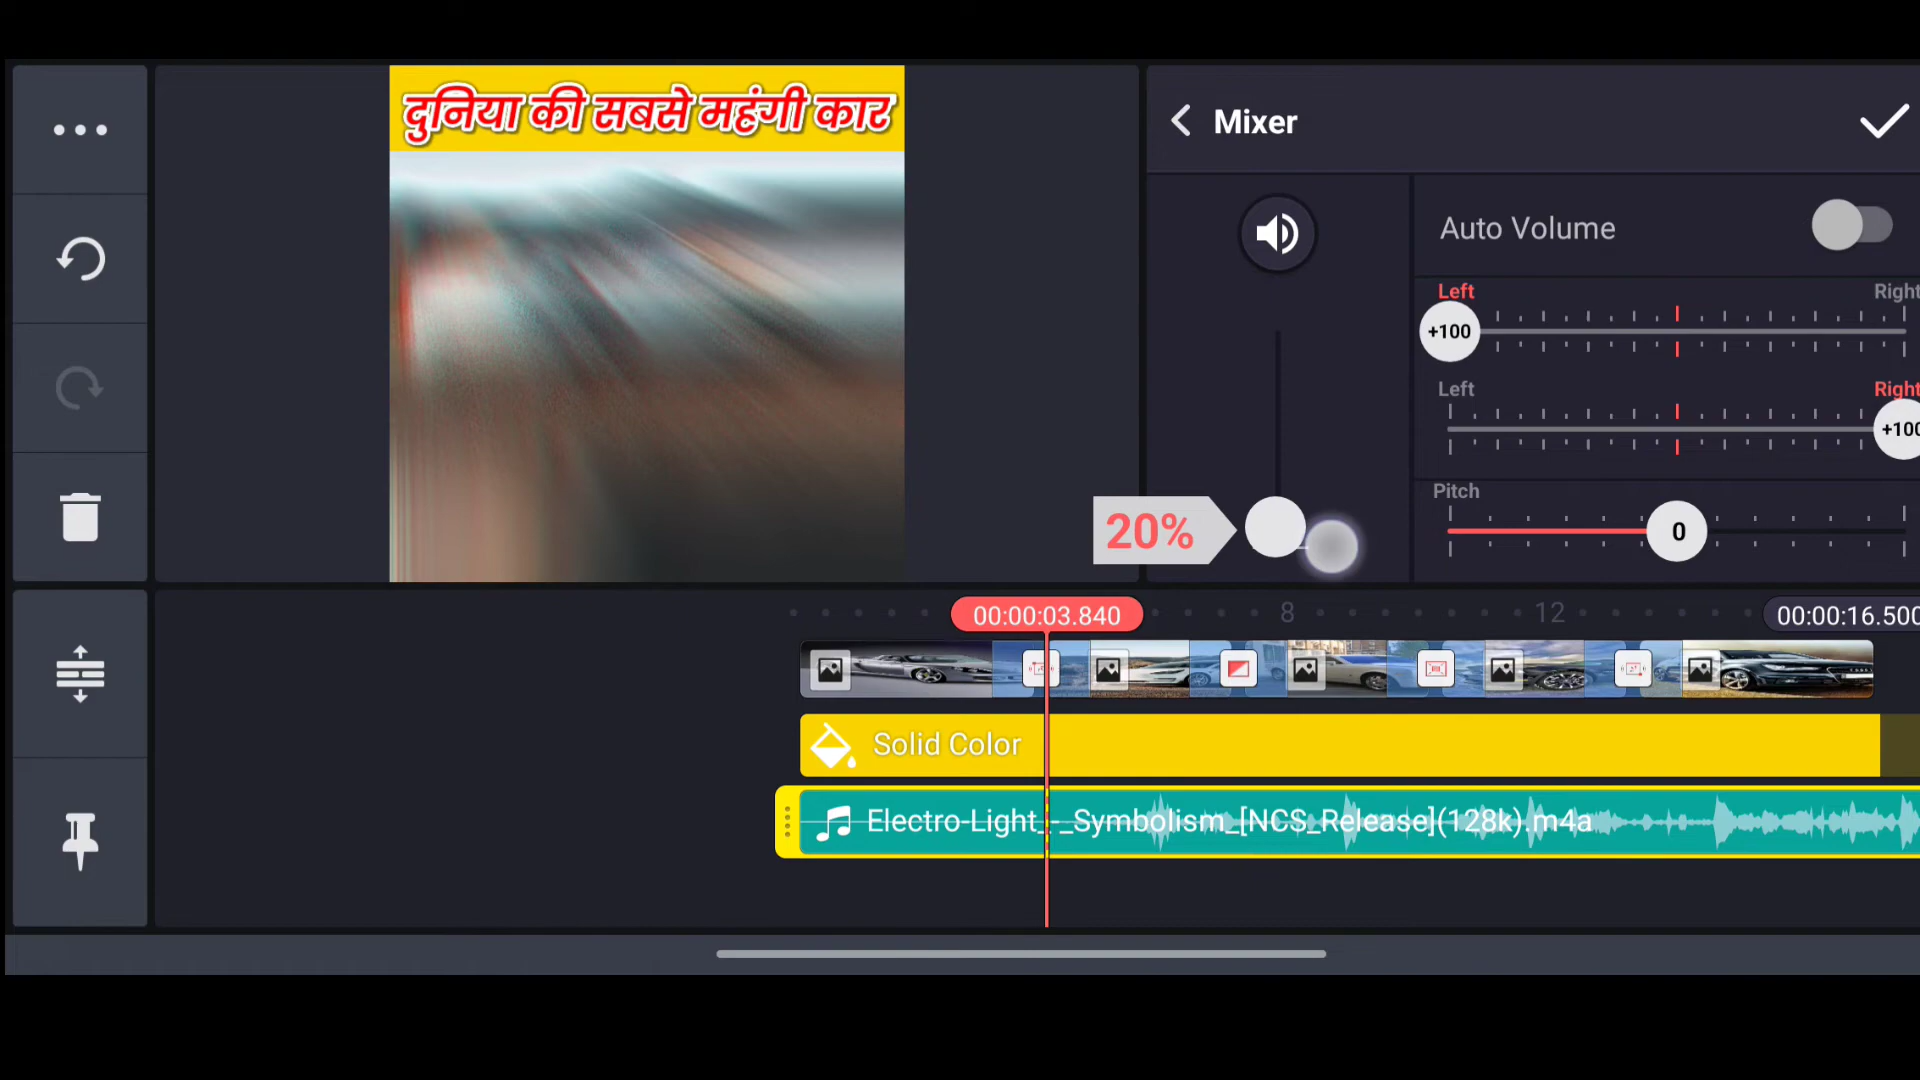 दुनिया की सबसे महंगी कार
Mixer
Auto Volume
Left
Right
+100
Left
Right
+100
Pitch
0
20%
00:00:03.840
8
12
00:00:16.500
Solid Color
Electro-Light_-_Symbolism_[NCS_Release](128k).m4a